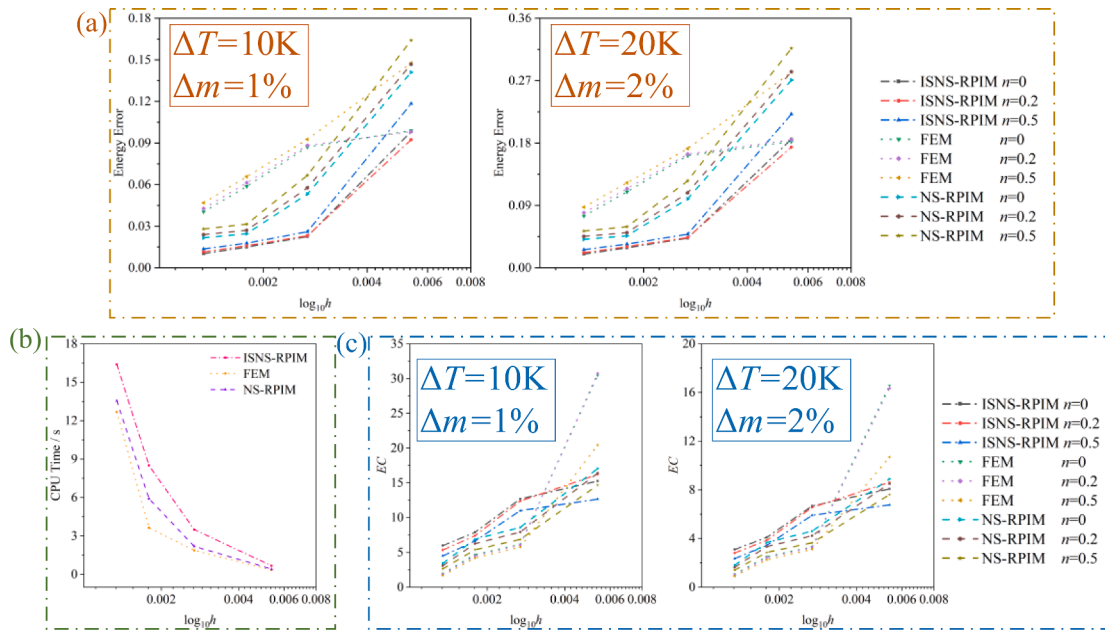 (a)
ΔT=10K
Δm=1%
Energy Error
0.18
0.15
0.12
0.09
0.06
0.03
0.00
0.002
0.004
0.006
0.008
log₁₀h
ΔT=20K
Δm=2%
Energy Error
0.36
0.27
0.18
0.09
0.00
0.002
0.004
0.006
0.008
log₁₀h
ISNS-RPIM n=0
ISNS-RPIM n=0.2
ISNS-RPIM n=0.5
FEM n=0
FEM n=0.2
FEM n=0.5
NS-RPIM n=0
NS-RPIM n=0.2
NS-RPIM n=0.5
(b)
CPU Time / s
18
15
12
9
6
3
0
ISNS-RPIM
FEM
NS-RPIM
0.002
0.004
0.006
0.008
log₁₀h
(c)
ΔT=10K
Δm=1%
EC
35
30
25
20
15
10
5
0
0.002
0.004
0.006
0.008
log₁₀h
ΔT=20K
Δm=2%
EC
20
16
12
8
4
0
0.002
0.004
0.006
0.008
log₁₀h
ISNS-RPIM n=0
ISNS-RPIM n=0.2
ISNS-RPIM n=0.5
FEM n=0
FEM n=0.2
FEM n=0.5
NS-RPIM n=0
NS-RPIM n=0.2
NS-RPIM n=0.5